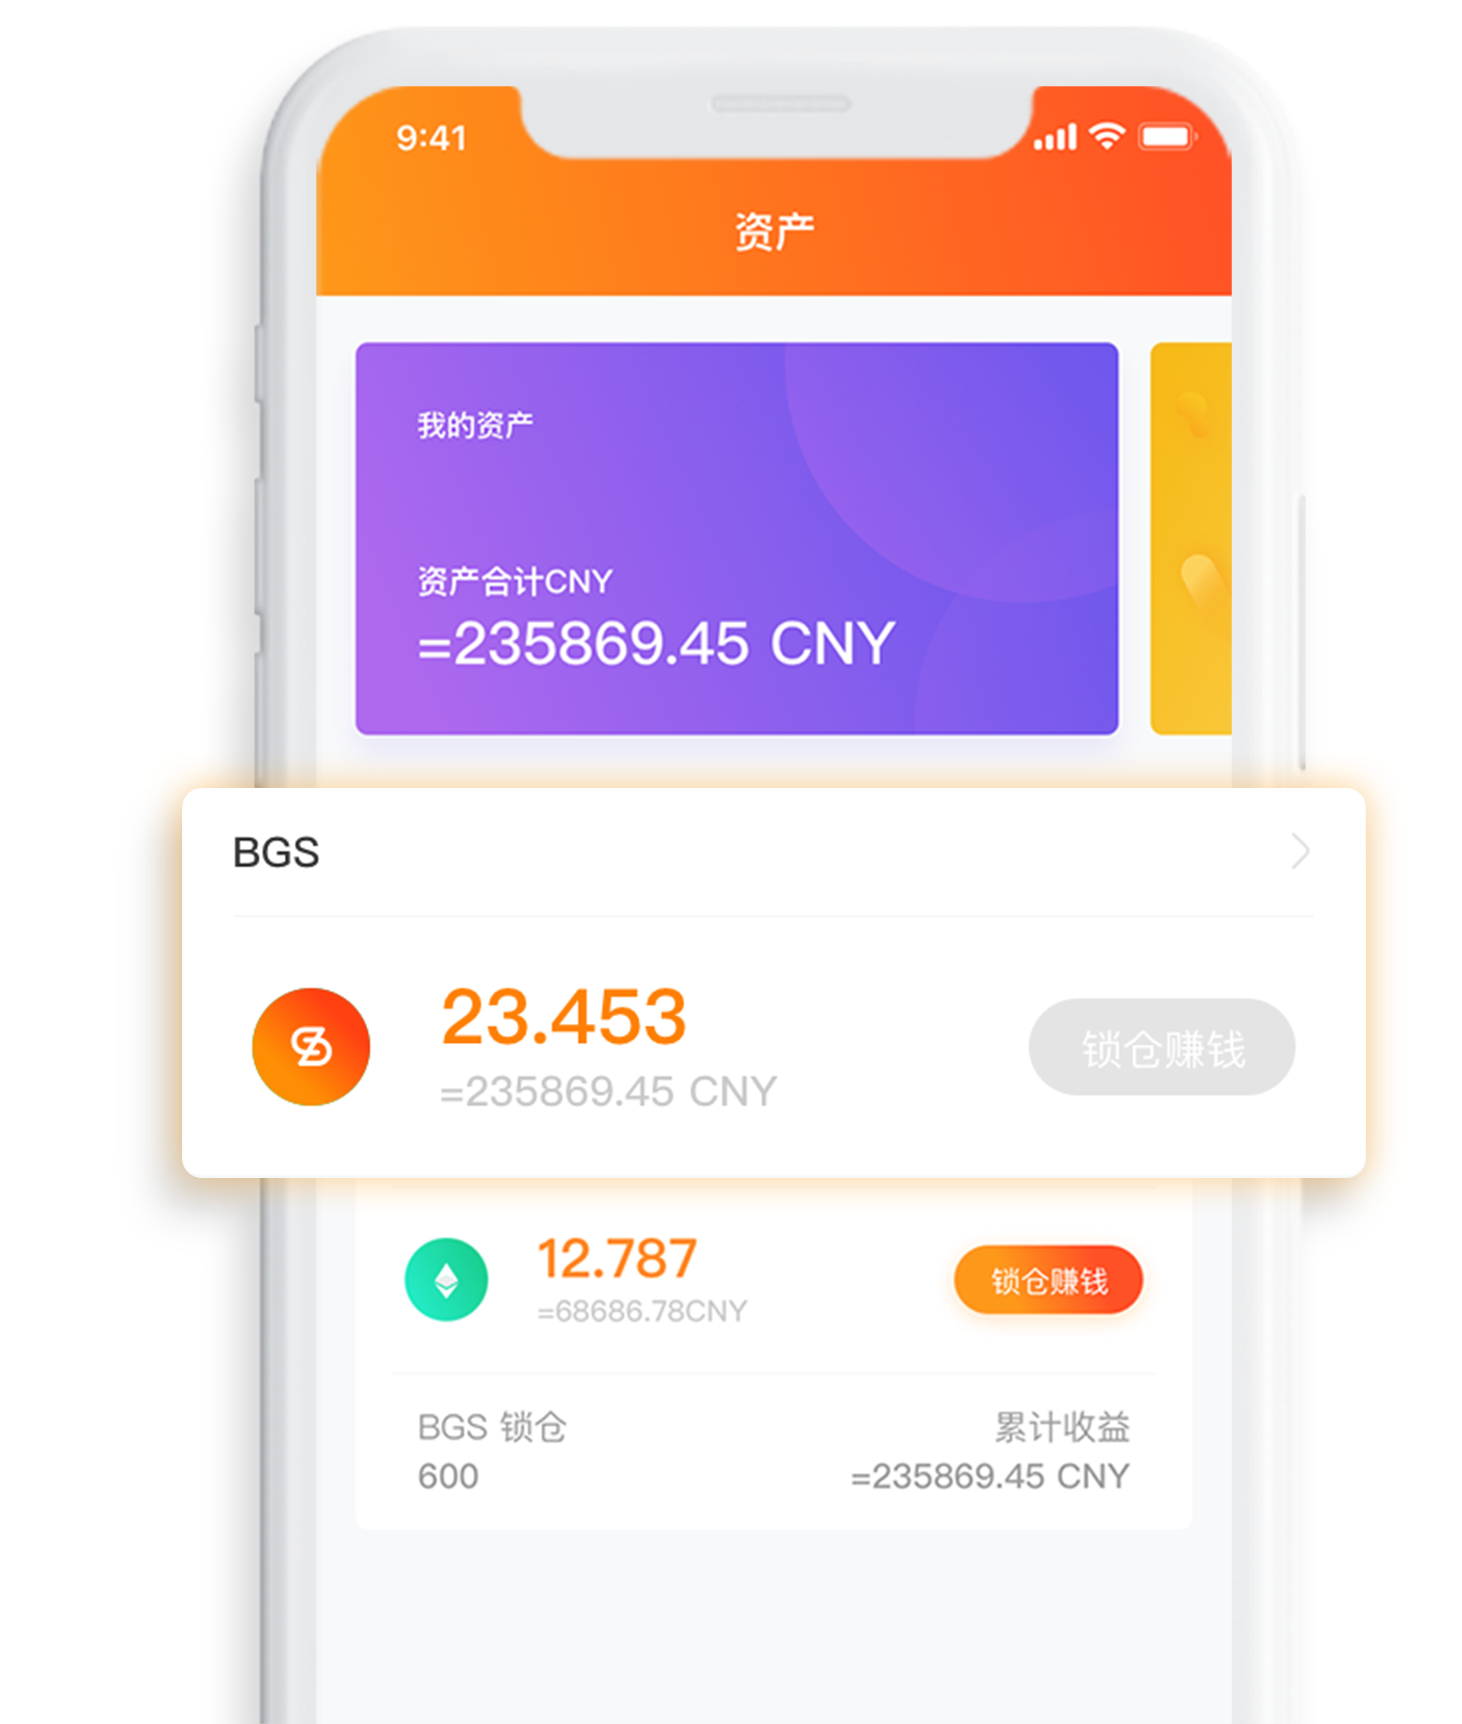 9:41
资产
我的资产
资产合计CNY
=235869.45 CNY
BGS
23.453
=235869.45 CNY
锁仓赚钱
12.787
=68686.78CNY
锁仓赚钱
BGS 锁仓
累计收益
600
=235869.45 CNY